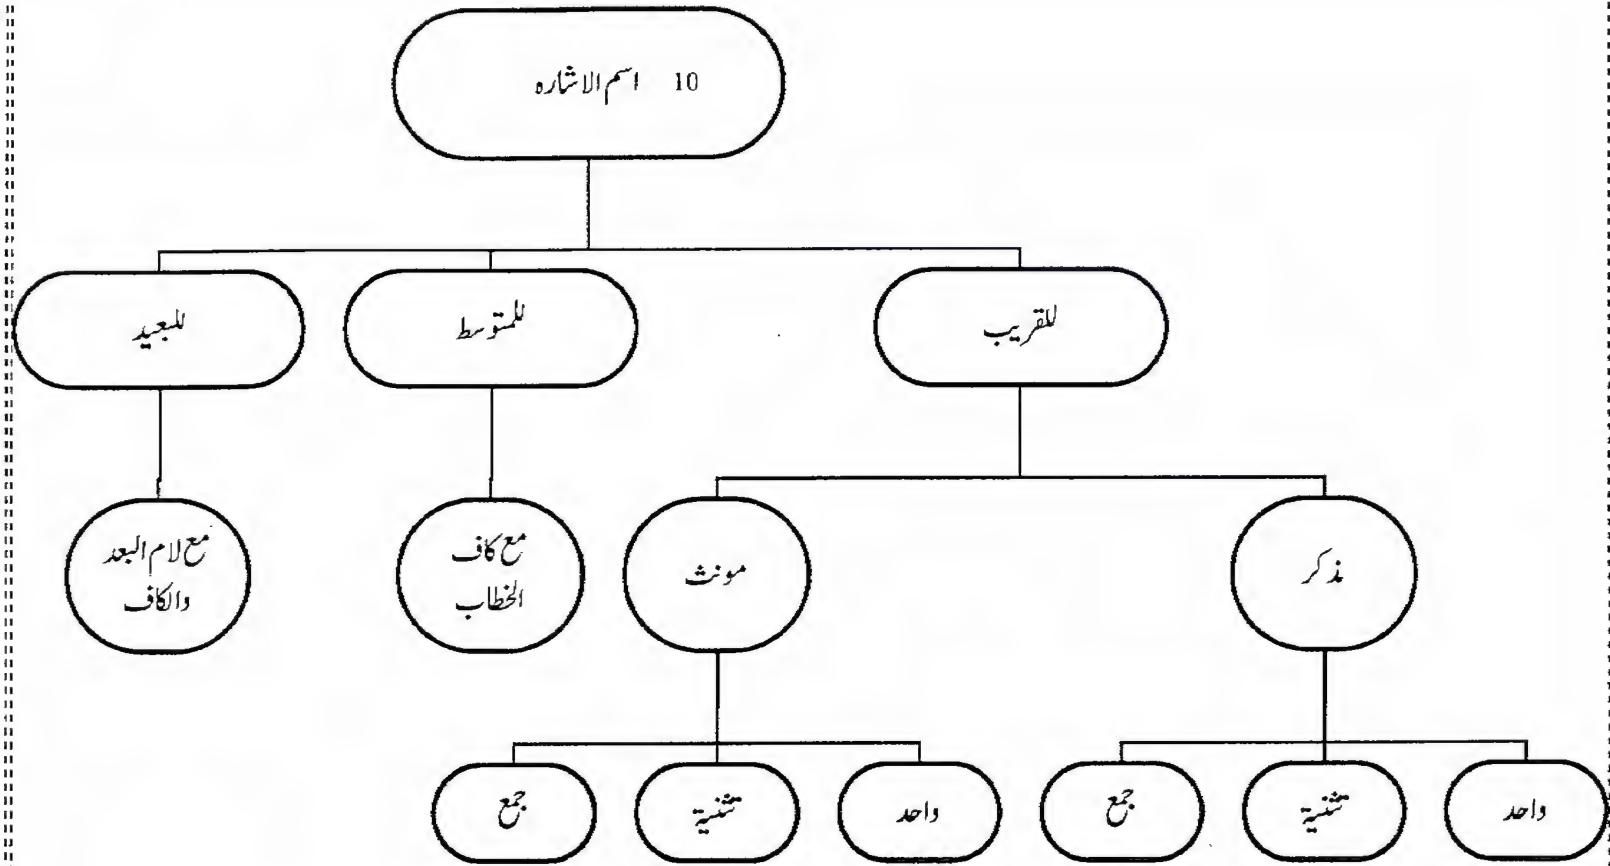 10 اسم الاشارہ
للقریب
للمتوسط
للبعید
مذکر
مونث
مع کاف
الخطاب
مع لام البعد
والکاف
واحد
تثنیۃ
جمع
واحد
تثنیۃ
جمع